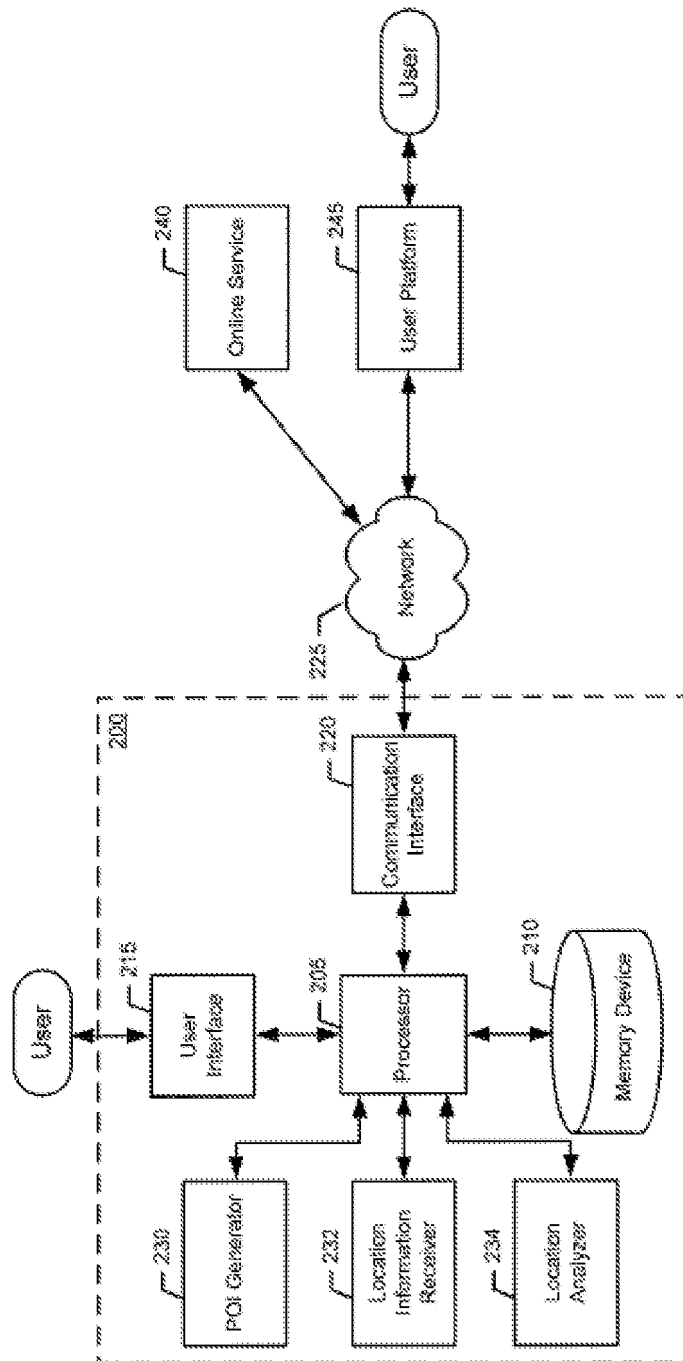 200
User
215
User
Interface
230
POI Generator
205
Processor
220
Communication
Interface
232
Location
Information
Receiver
234
Location
Analyzer
210
Memory Device
225
Network
240
Online Service
245
User Platform
User